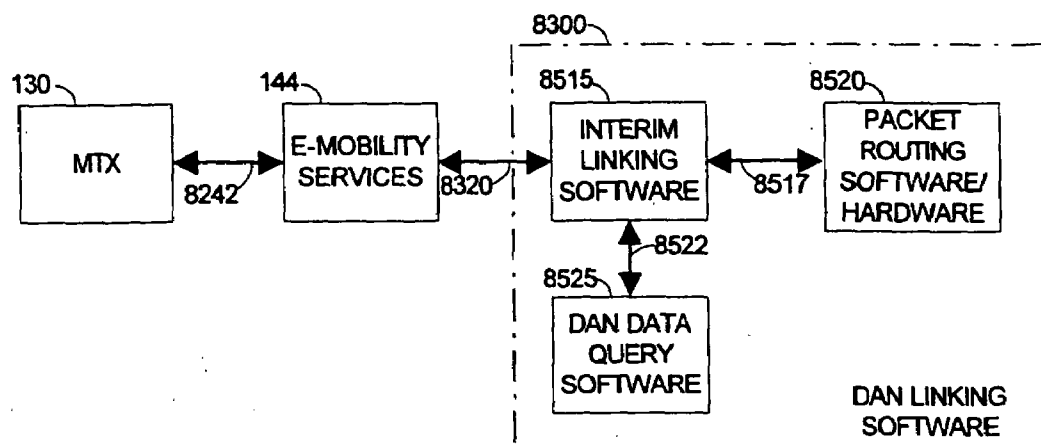 8300
130
144
8515
8520
MTX
E-MOBILITY
SERVICES
INTERIM
LINKING
SOFTWARE
PACKET
ROUTING
SOFTWARE/
HARDWARE
8242
8320
8517
8522
8525
DAN DATA
QUERY
SOFTWARE
DAN LINKING
SOFTWARE